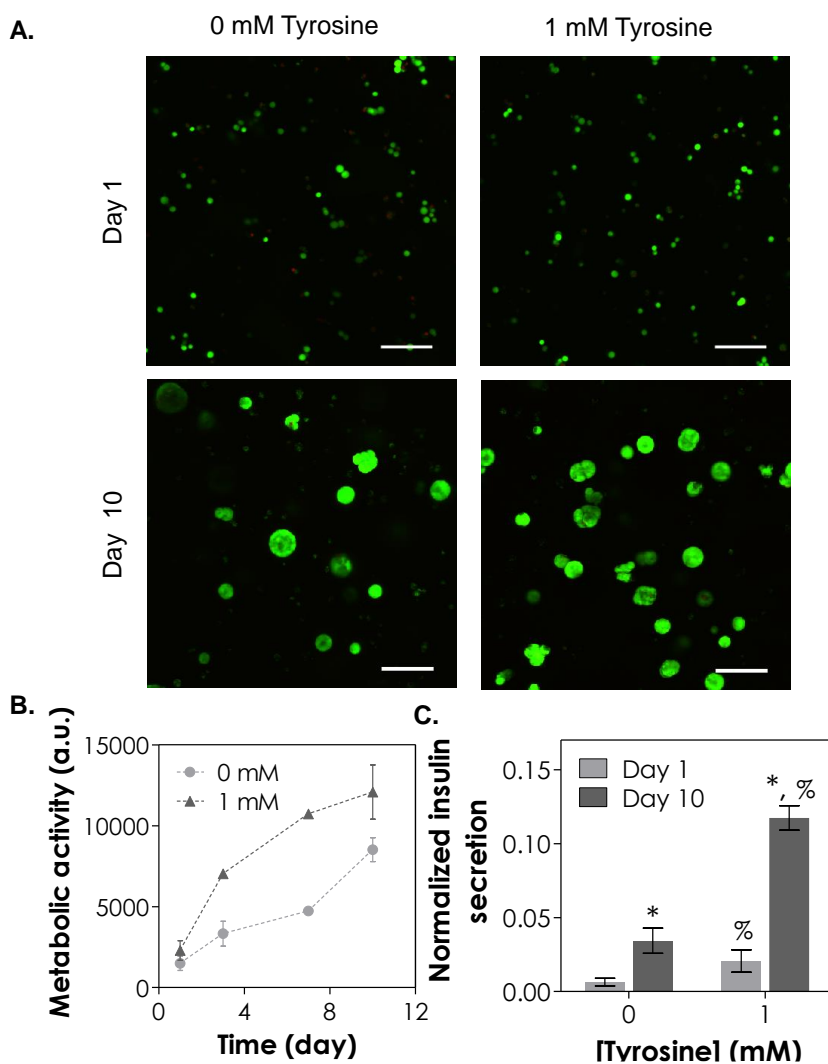 A.
0 mM Tyrosine
1 mM Tyrosine
Day 1
Day 10
B.
Metabolic activity (a.u.)
15000
10000
5000
0
0 mM
1 mM
0
4
8
12
Time (day)
C.
Normalized insulin
secretion
0.15
0.10
0.05
0.00
Day 1
Day 10
*
%
*, %
0
1
[Tyrosine] (mM)